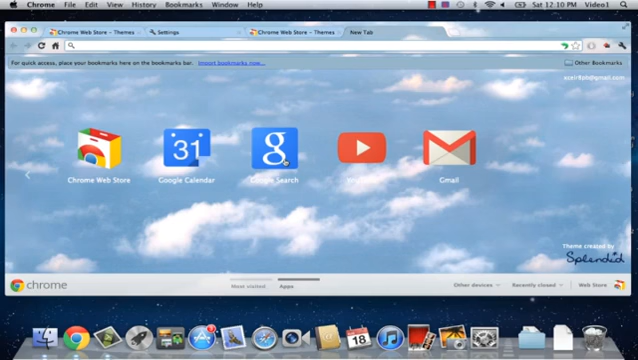 Chrome File Edit View History Bookmarks Window Help Sat 12:10 PM Video1
Chrome Web Store - Themes Settings Chrome Web Store - Themes New Tab
For quick access, place your bookmarks here on the bookmarks bar. Import bookmarks now... Other Bookmarks
31
g
Chrome Web Store Google Calendar Google Search Gmail
Theme created by
Splendid
chrome Most visited Apps Other devices Recently closed Web Store
18